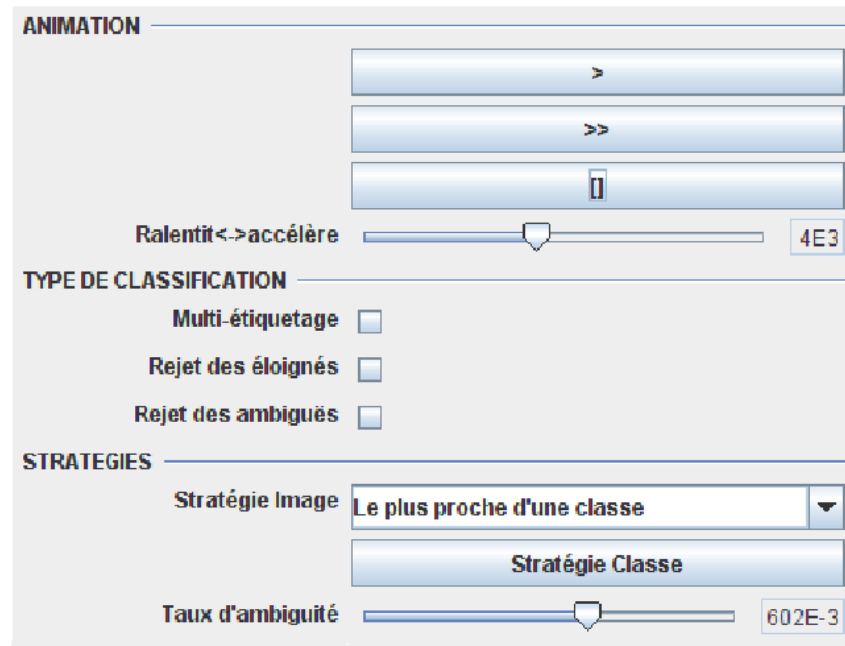 ANIMATION
>
>>
[]
Ralentit<->accélère 4E3
TYPE DE CLASSIFICATION
Multi-étiquetage
Rejet des éloignés
Rejet des ambiguës
STRATEGIES
Stratégie Image Le plus proche d'une classe
Stratégie Classe
Taux d'ambiguité 602E-3